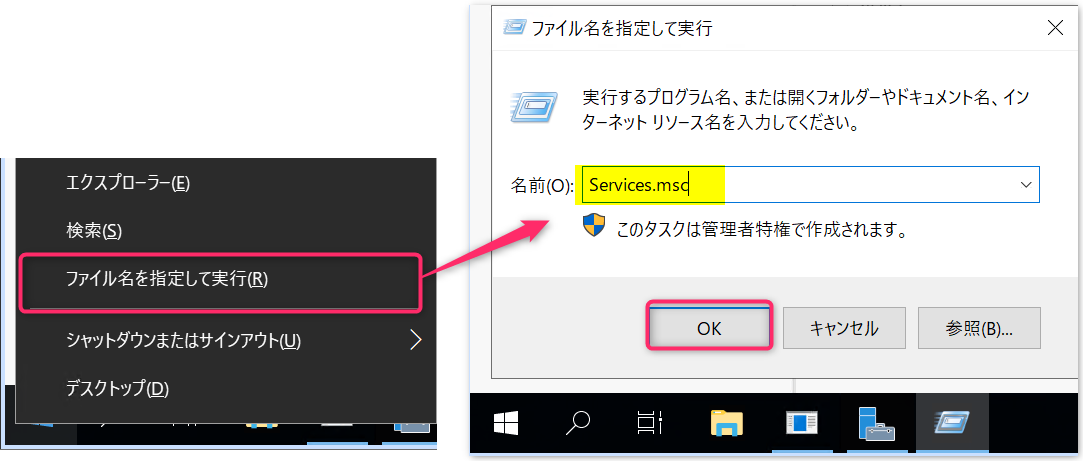 エクスプローラー(E)
検索(S)
ファイル名を指定して実行(R)
シャットダウンまたはサインアウト(U)
デスクトップ(D)
ファイル名を指定して実行
実行するプログラム名、または開くフォルダーやドキュメント名、イン
ターネット リソース名を入力してください。
名前(O): Services.msc
このタスクは管理者特権で作成されます。
OK キャンセル 参照(B)...